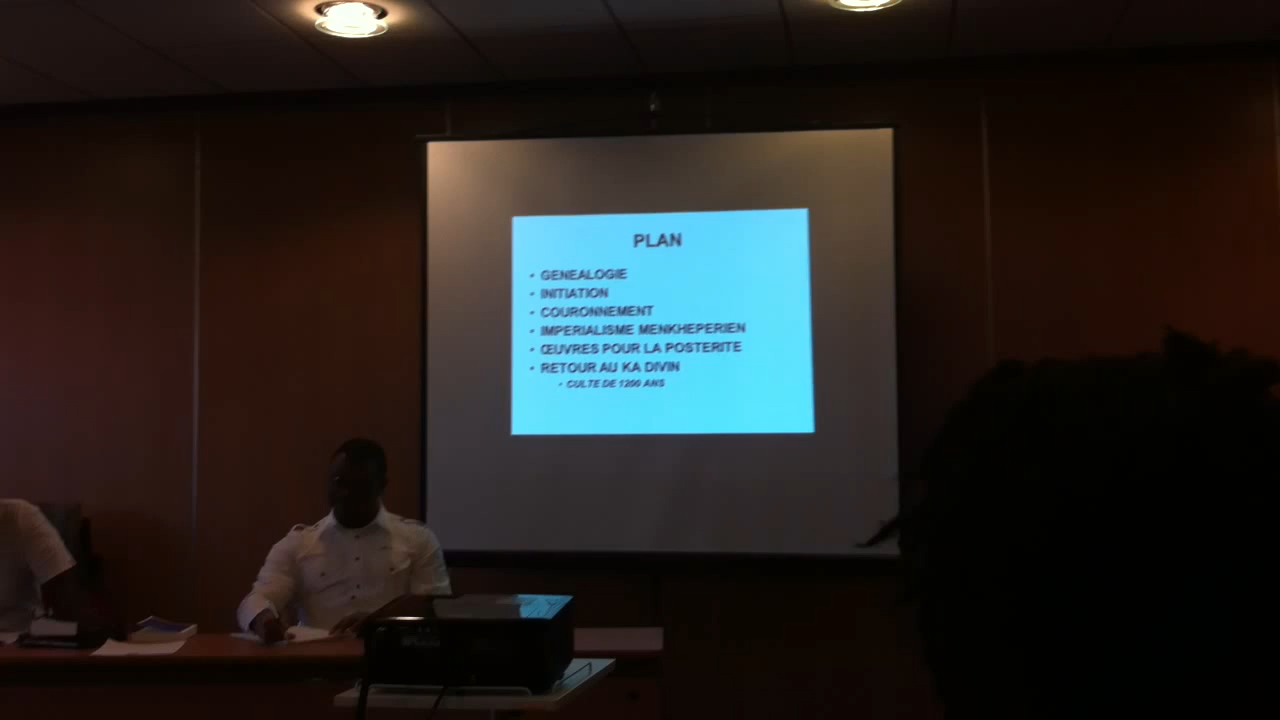 PLAN
• GENEALOGIE
• INITIATION
• COURONNEMENT
• IMPERIALISME MENKHEPERIEN
• ŒUVRES POUR LA POSTERITE
• RETOUR AU KA DIVIN
• CULTE DE 1200 ANS